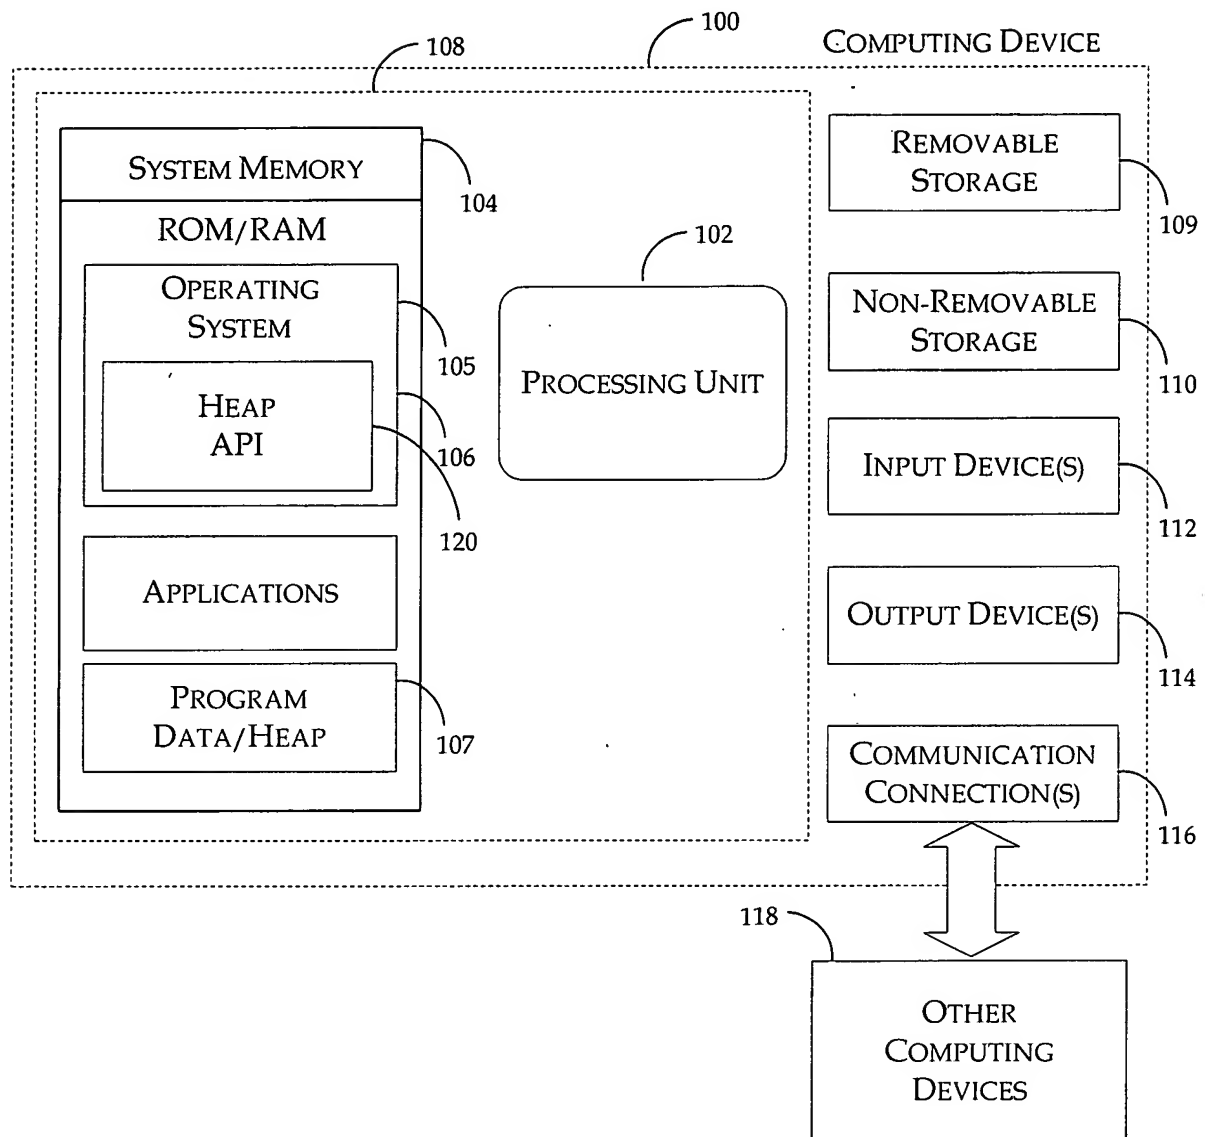 100
COMPUTING DEVICE
108
SYSTEM MEMORY
104
ROM/RAM
OPERATING
SYSTEM
105
HEAP
API
106
120
APPLICATIONS
PROGRAM
DATA/HEAP
107
102
PROCESSING UNIT
REMOVABLE
STORAGE
109
NON-REMOVABLE
STORAGE
110
INPUT DEVICE(S)
112
OUTPUT DEVICE(S)
114
COMMUNICATION
CONNECTION(S)
116
118
OTHER
COMPUTING
DEVICES